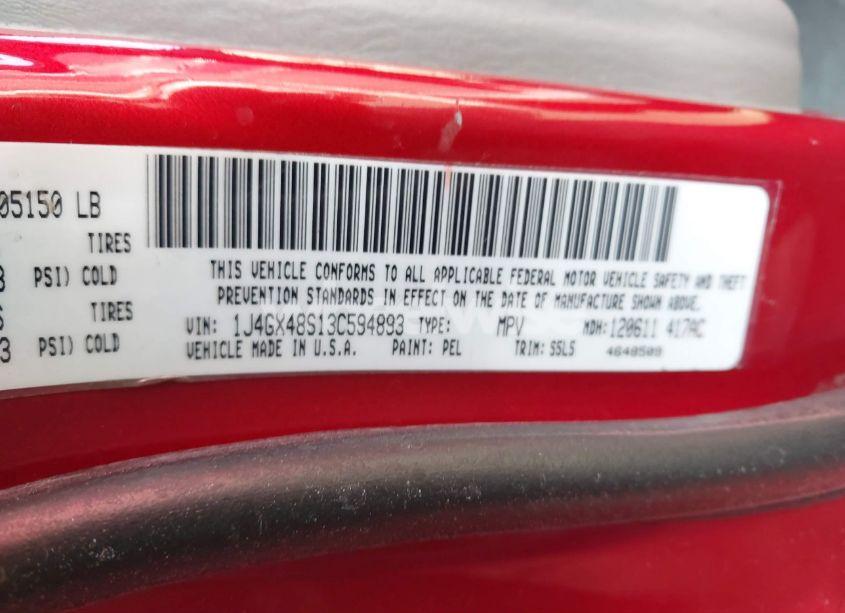 05150 LB
TIRES
PSI) COLD
TIRES
3 PSI) COLD
THIS VEHICLE CONFORMS TO ALL APPLICABLE FEDERAL MOTOR VEHICLE SAFETY AND THEFT
PREVENTION STANDARDS IN EFFECT ON THE DATE OF MANUFACTURE SHOWN ABOVE.
VIN: 1J4GX48S13C594893 TYPE: MPV MDH: 120611 417AC
VEHICLE MADE IN U.S.A. PAINT: PEL TRIM: S5L5 4648509